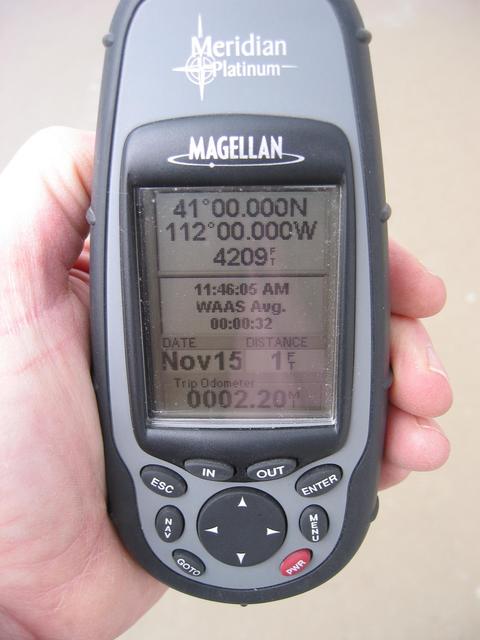 Meridian
Platinum
MAGELLAN
41°00.000N
112°00.000W
4209FT
11:46:05 AM
WAAS Avg.
00:00:32
DATE DISTANCE
Nov15 1FT
Trip Odometer
0002.20M
IN OUT
ESC ENTER
NAV MENU
GOTO PWR